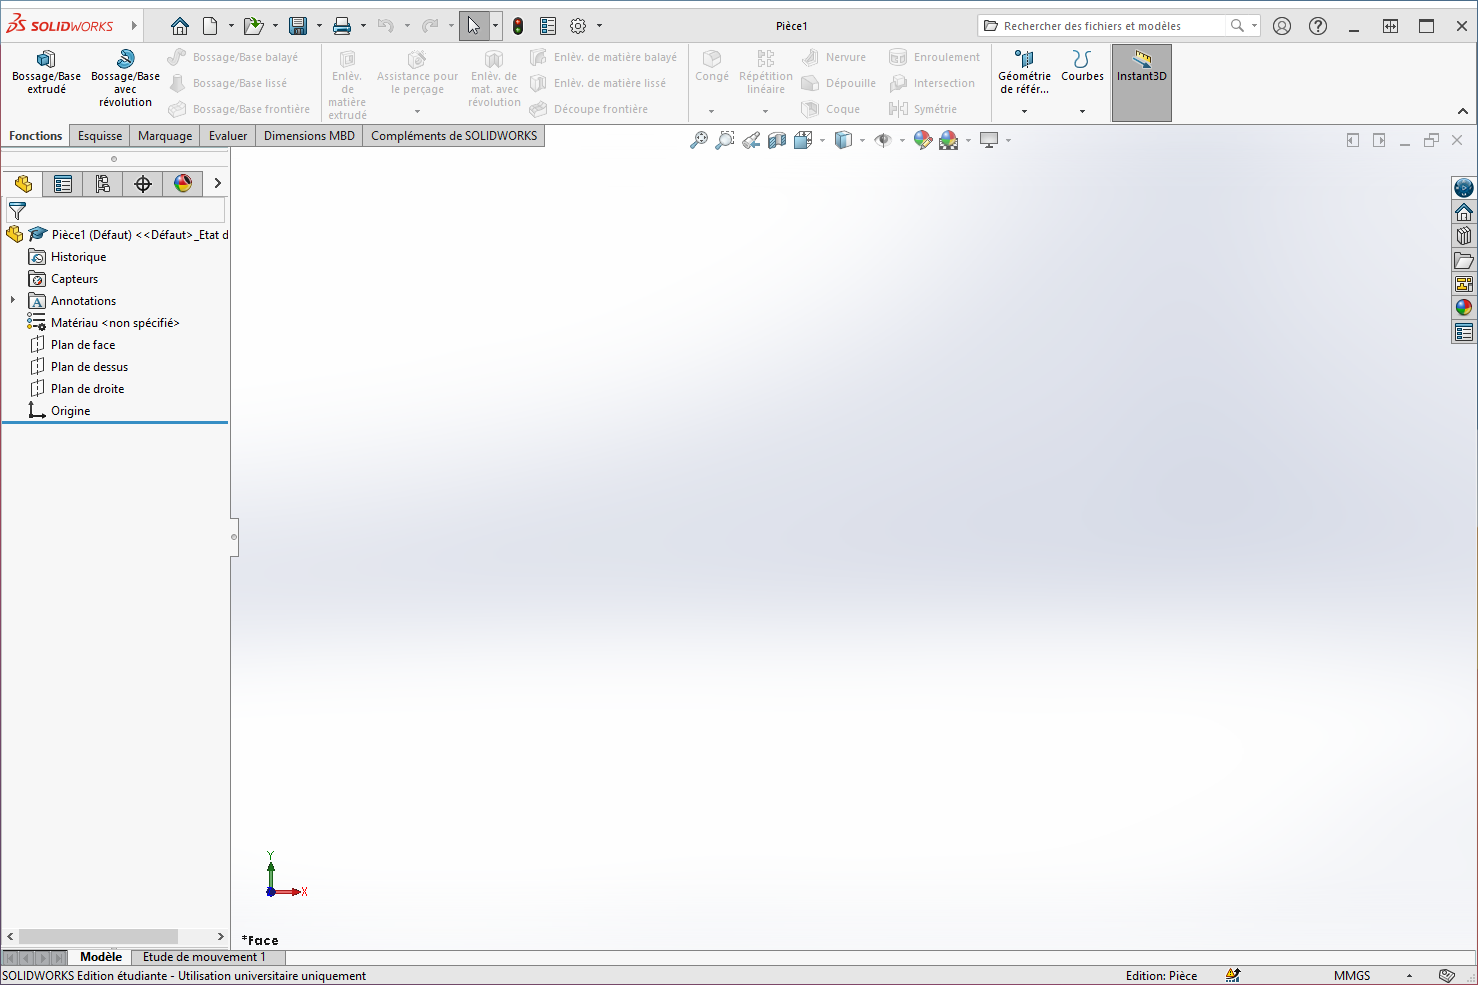 SOLIDWORKS
Pièce1
Rechercher des fichiers et modèles
Bossage/Base
extrudé
Bossage/Base
avec
révolution
Bossage/Base balayé
Bossage/Base lissé
Bossage/Base frontière
Enlèv.
de
matière
extrudé
Assistance pour
le perçage
Enlèv. de
mat. avec
révolution
Enlèv. de matière balayé
Enlèv. de matière lissé
Découpe frontière
Congé
Répétition
linéaire
Nervure
Dépouille
Coque
Enroulement
Intersection
Symétrie
Géométrie
de référ...
Courbes
Instant3D
Fonctions
Esquisse
Marquage
Evaluer
Dimensions MBD
Compléments de SOLIDWORKS
Pièce1 (Défaut) <<Défaut>_Etat d
Historique
Capteurs
Annotations
Matériau <non spécifié>
Plan de face
Plan de dessus
Plan de droite
Origine
Y
X
*Face
Modèle
Etude de mouvement 1
SOLIDWORKS Edition étudiante - Utilisation universitaire uniquement
Edition: Pièce
MMGS